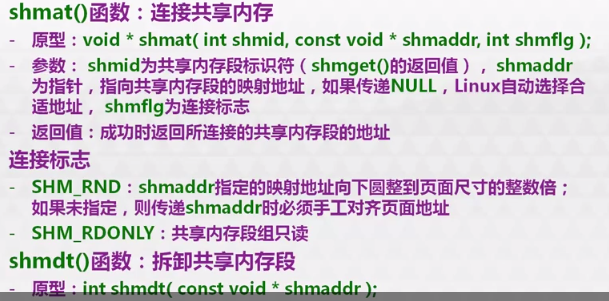 shmat()函数：连接共享内存
- 原型：void * shmat( int shmid, const void * shmaddr, int shmflg );
- 参数： shmid为共享内存段标识符（shmget()的返回值）， shmaddr
为指针，指向共享内存段的映射地址，如果传递NULL，Linux自动选择合
适地址， shmflg为连接标志
- 返回值：成功时返回所连接的共享内存段的地址
连接标志
- SHM_RND：shmaddr指定的映射地址向下圆整到页面尺寸的整数倍；
如果未指定，则传递shmaddr时必须手工对齐页面地址
- SHM_RDONLY：共享内存段组只读
shmdt()函数：拆卸共享内存段
- 原型：int shmdt( const void * shmaddr );